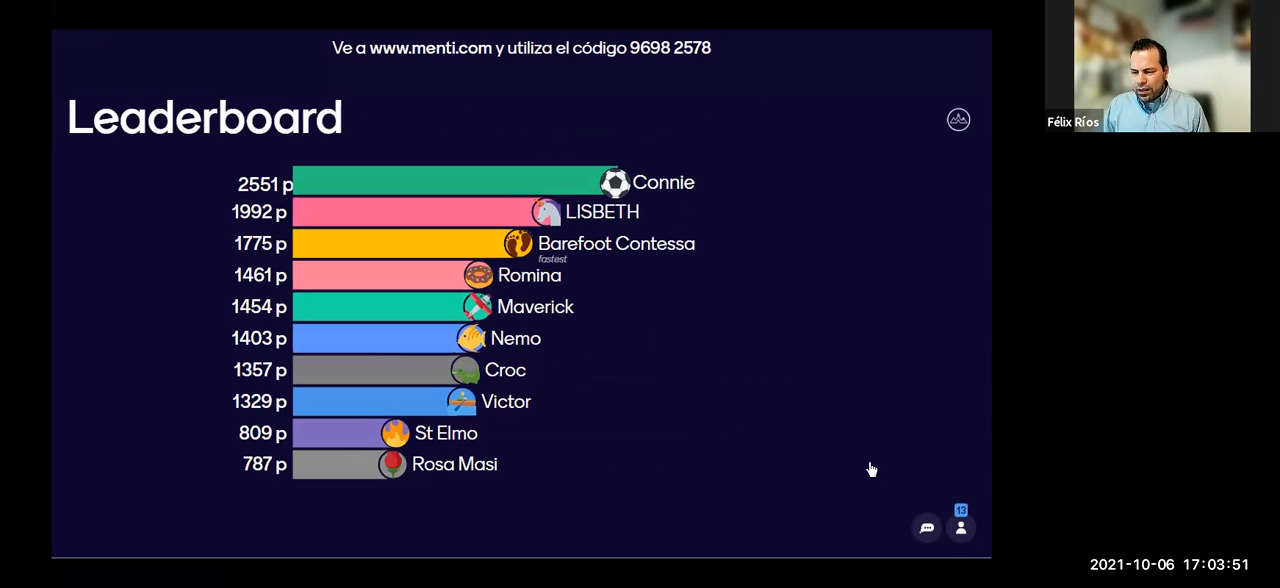 Ve a www.menti.com y utiliza el código 9698 2578
Félix Ríos
Leaderboard
2551 p Connie
1992 p LISBETH
1775 p Barefoot Contessa
fastest
1461 p Romina
1454 p Maverick
1403 p Nemo
1357 p Croc
1329 p Victor
809 p St Elmo
787 p Rosa Masi
13
2021-10-06 17:03:51